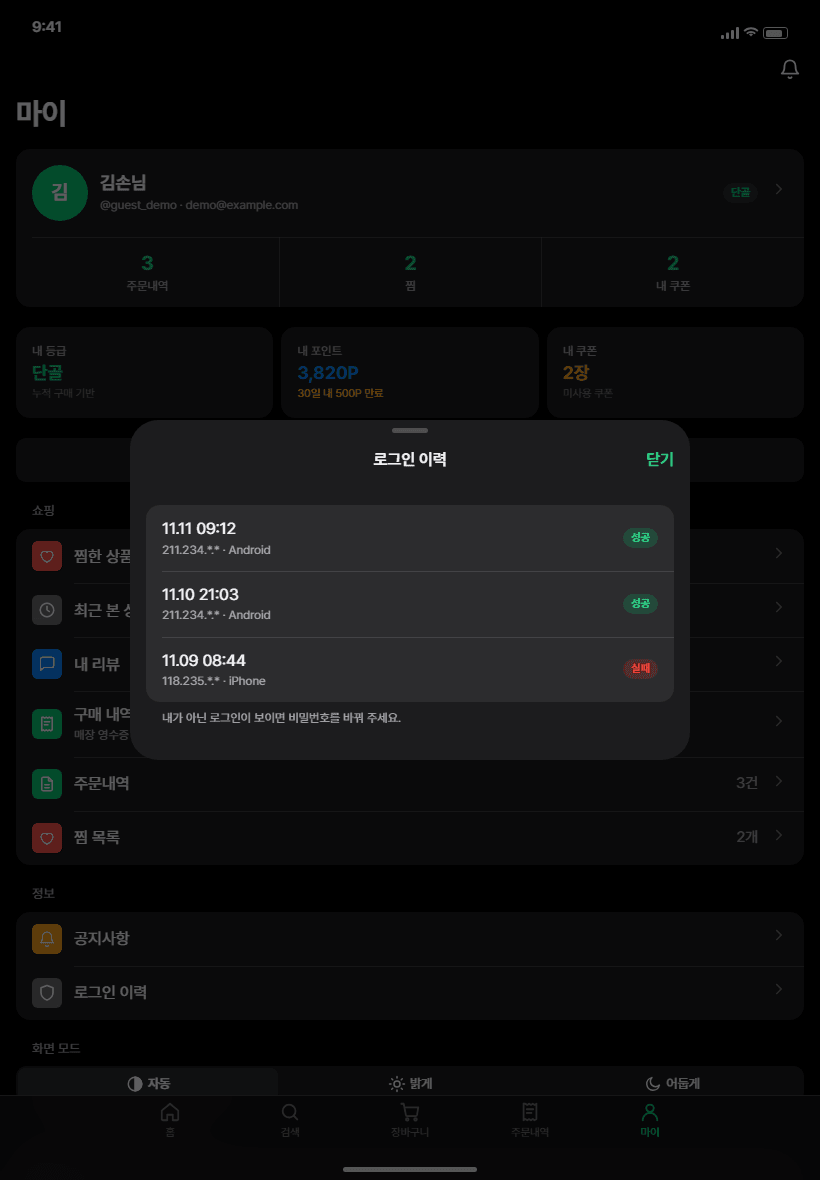 9:41
마이
김
김손님
@guest_demo · demo@example.com
단골
3
주문내역
2
찜
2
내 쿠폰
내 등급
단골
누적 구매 기반
내 포인트
3,820P
30일 내 500P 만료
내 쿠폰
2장
미사용 쿠폰
로그인 이력
닫기
11.11 09:12
211.234.*.* · Android
성공
11.10 21:03
211.234.*.* · Android
성공
11.09 08:44
118.235.*.* · iPhone
실패
내가 아닌 로그인이 보이면 비밀번호를 바꿔 주세요.
쇼핑
찜한 상품
최근 본
내 리뷰
구매 내역
매장 영수증
주문내역
3건
찜 목록
2개
정보
공지사항
로그인 이력
화면 모드
자동
밝게
어둡게
홈
검색
장바구니
주문내역
마이